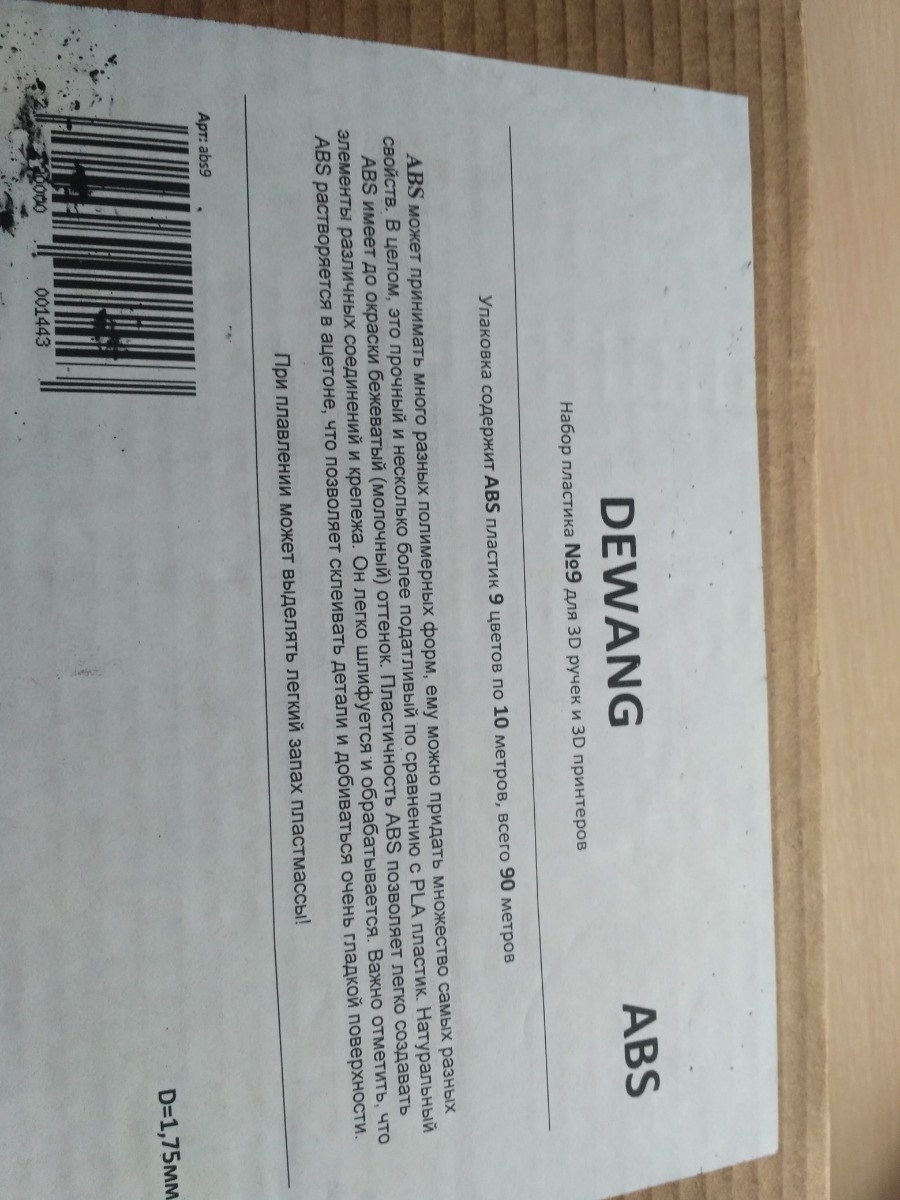 DEWANG ABS
Набор пластика №9 для 3D ручек и 3D принтеров
Упаковка содержит ABS пластик 9 цветов по 10 метров, всего 90 метров
ABS может принимать много разных полимерных форм, ему можно придать множество самых разных
свойств. В целом, это прочный и несколько более податливый по сравнению с PLA пластик. Натуральный
ABS имеет до окраски бежеватый (молочный) оттенок. Пластичность ABS позволяет легко создавать
элементы различных соединений и крепежа. Он легко шлифуется и обрабатывается. Важно отметить, что
ABS растворяется в ацетоне, что позволяет склеивать детали и добиваться очень гладкой поверхности.
При плавлении может выделять легкий запах пластмассы!
Арт: abs9
001443
D=1,75мм